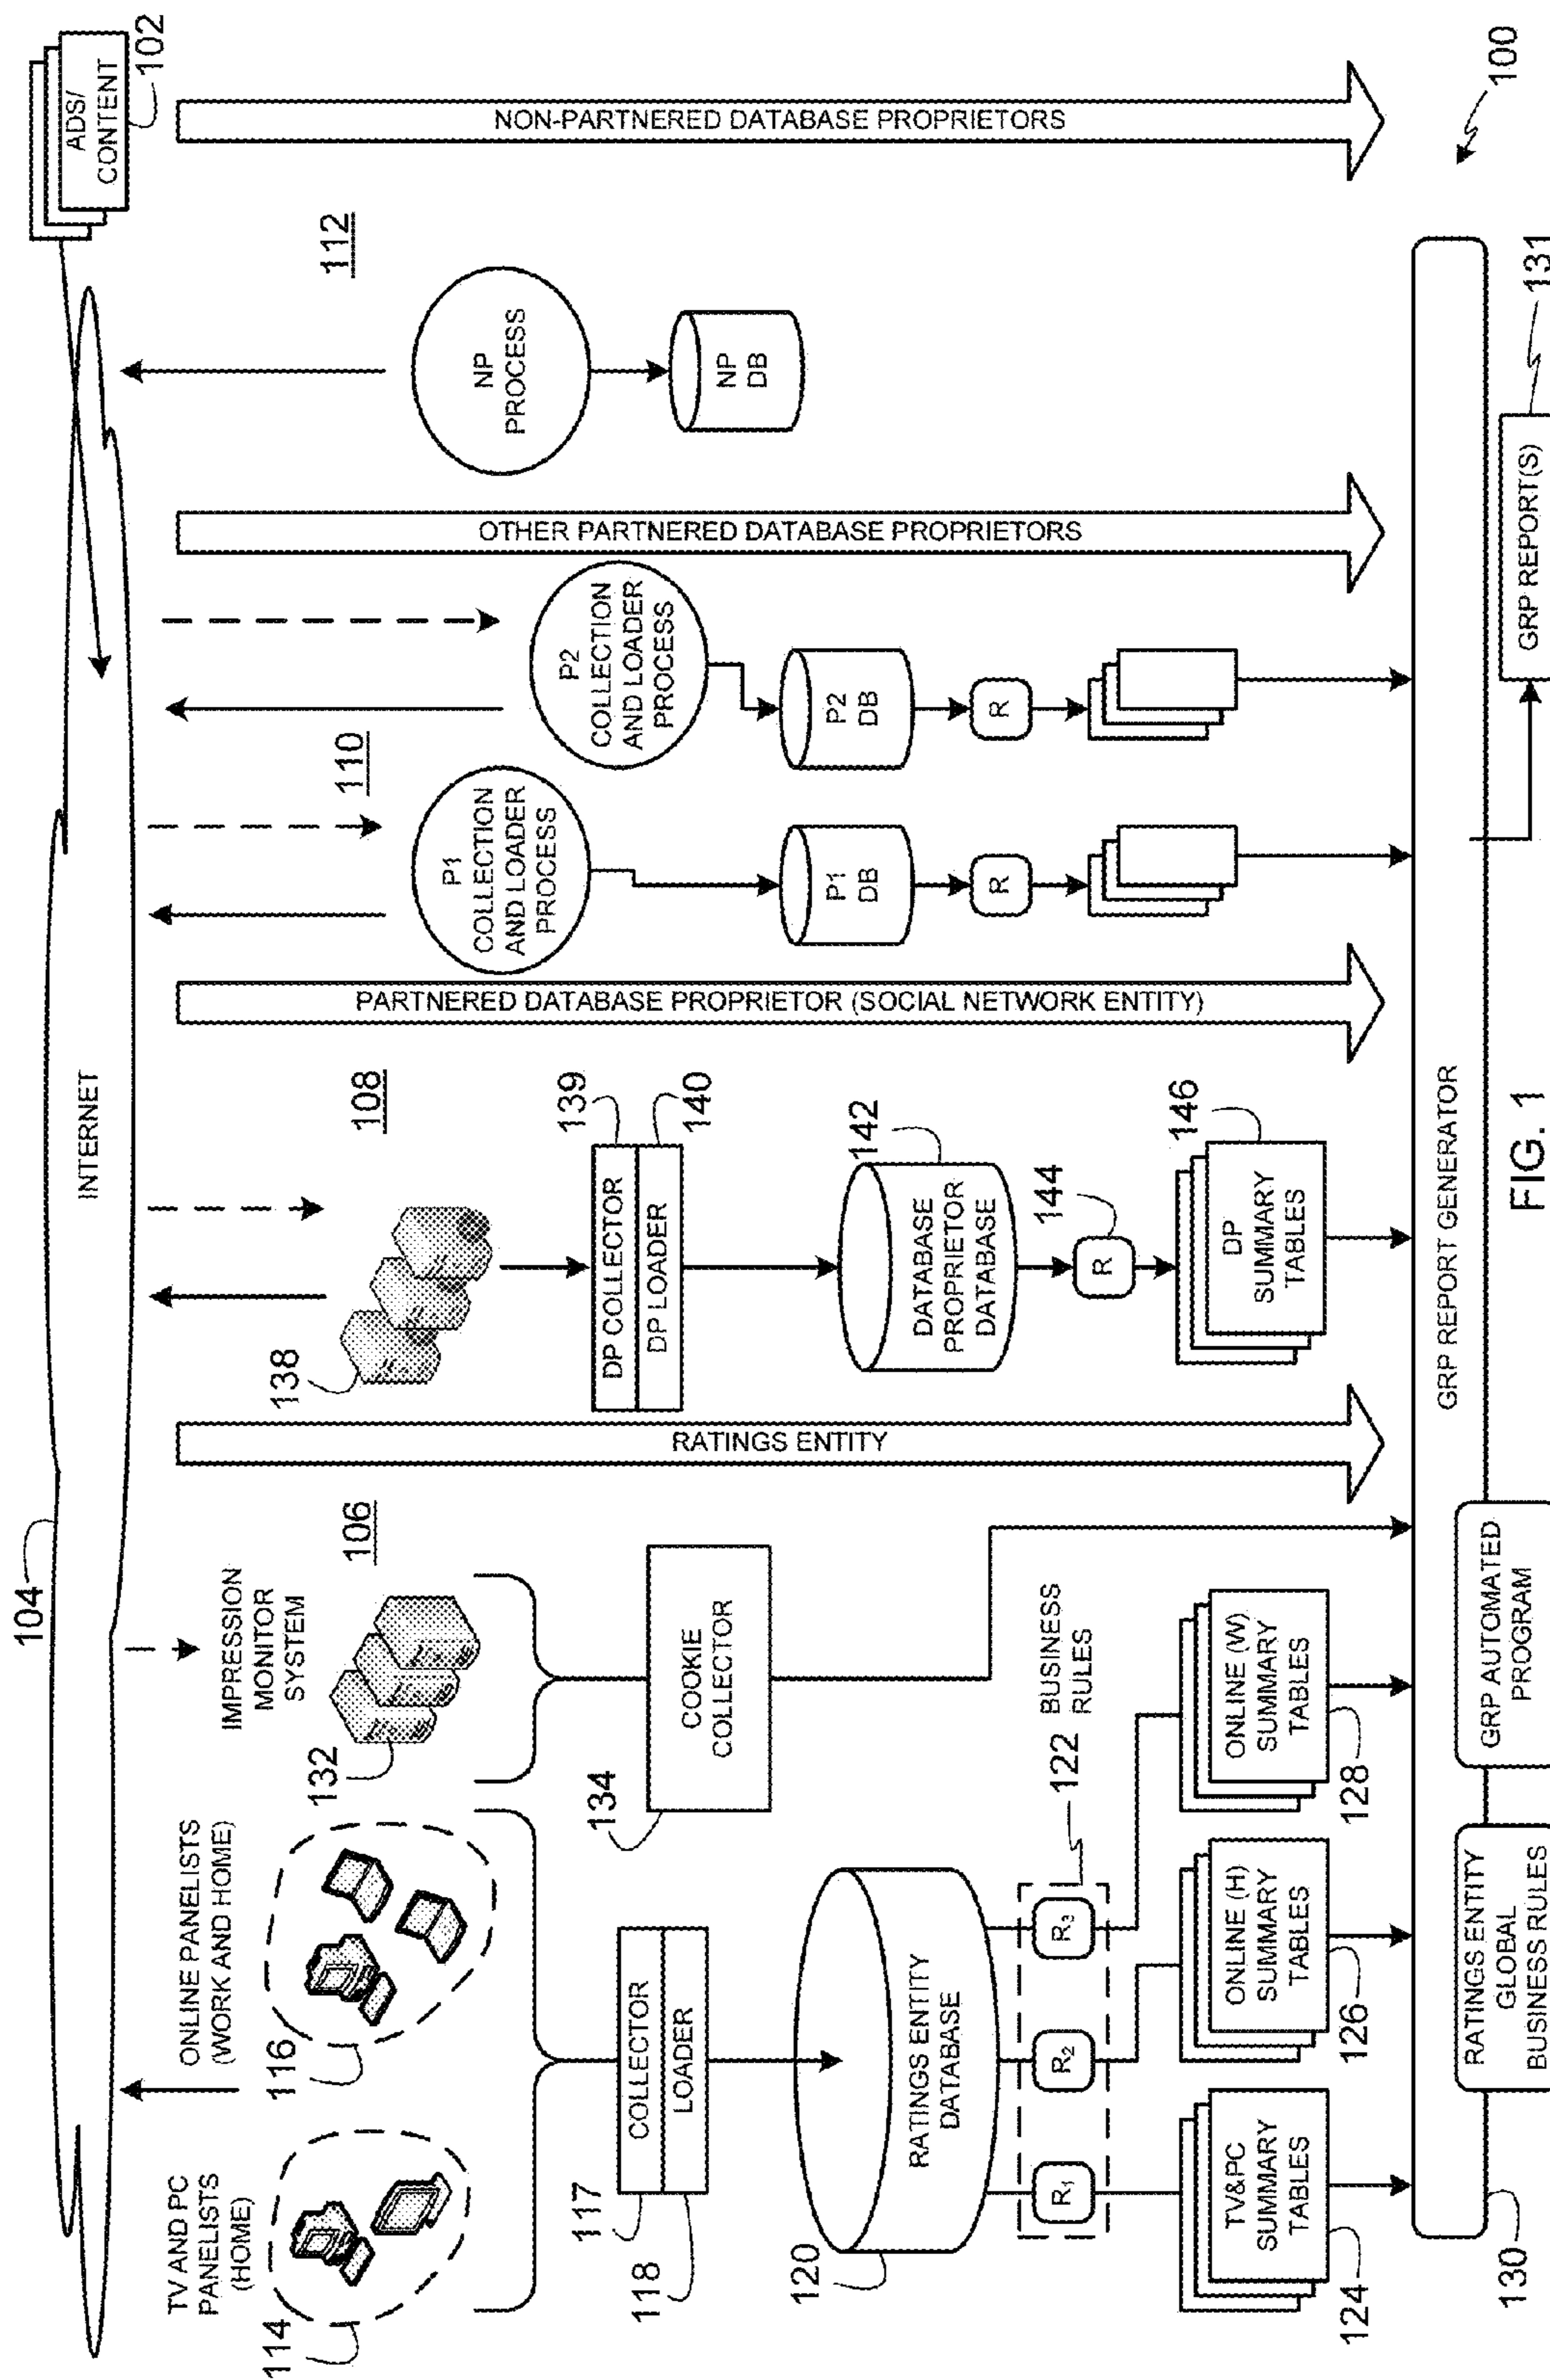 ADS/
CONTENT
102
104
INTERNET
TV AND PC
PANELISTS
(HOME)
114
ONLINE PANELISTS
(WORK AND HOME)
116
IMPRESSION
MONITOR
SYSTEM
132
106
117
118
COLLECTOR
LOADER
134
COOKIE
COLLECTOR
120
RATINGS ENTITY
DATABASE
BUSINESS
RULES
122
R1
R2
R3
TV&PC
SUMMARY
TABLES
124
ONLINE (H)
SUMMARY
TABLES
126
ONLINE (W)
SUMMARY
TABLES
128
RATINGS ENTITY
138
108
DP COLLECTOR
139
DP LOADER
140
DATABASE
PROPRIETOR
DATABASE
142
R
144
DP
SUMMARY
TABLES
146
PARTNERED DATABASE PROPRIETOR (SOCIAL NETWORK ENTITY)
110
P1
COLLECTION
AND LOADER
PROCESS
P1
DB
R
P2
COLLECTION
AND LOADER
PROCESS
P2
DB
R
OTHER PARTNERED DATABASE PROPRIETORS
112
NP
PROCESS
NP
DB
NON-PARTNERED DATABASE PROPRIETORS
GRP REPORT GENERATOR
130
RATINGS ENTITY
GLOBAL
BUSINESS RULES
GRP AUTOMATED
PROGRAM
GRP REPORT(S)
131
100
FIG. 1